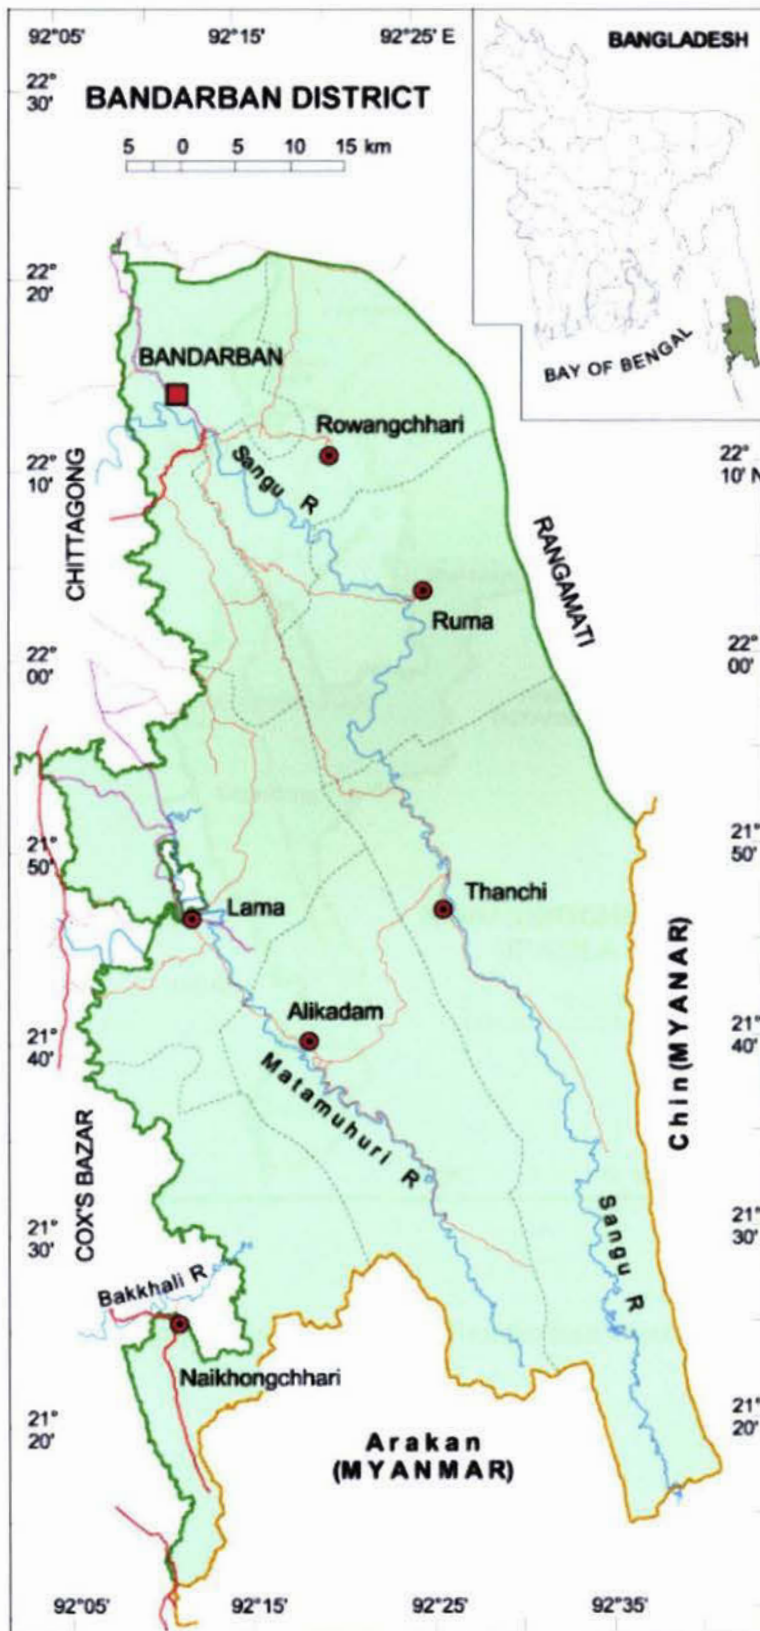 92°05'
92°15'
92°25' E
BANGLADESH
22°
30'
BANDARBAN DISTRICT
5 0 5 10 15 km
22°
20'
BAY OF BENGAL
BANDARBAN
Rowangchhari
22°
10'
22°
10' N
Sangu R
CHITTAGONG
RANGAMATI
Ruma
22°
00'
22°
00'
21°
50'
21°
50'
Thanchi
Lama
Alikadam
21°
40'
21°
40'
Chin(MYANAR)
Matamuhuri R
COX'S BAZAR
21°
30'
21°
30'
Sangu R
Bakkhali R
Naikhongchhari
21°
20'
21°
20'
Arakan
(MYANMAR)
92°05'
92°15'
92°25'
92°35'